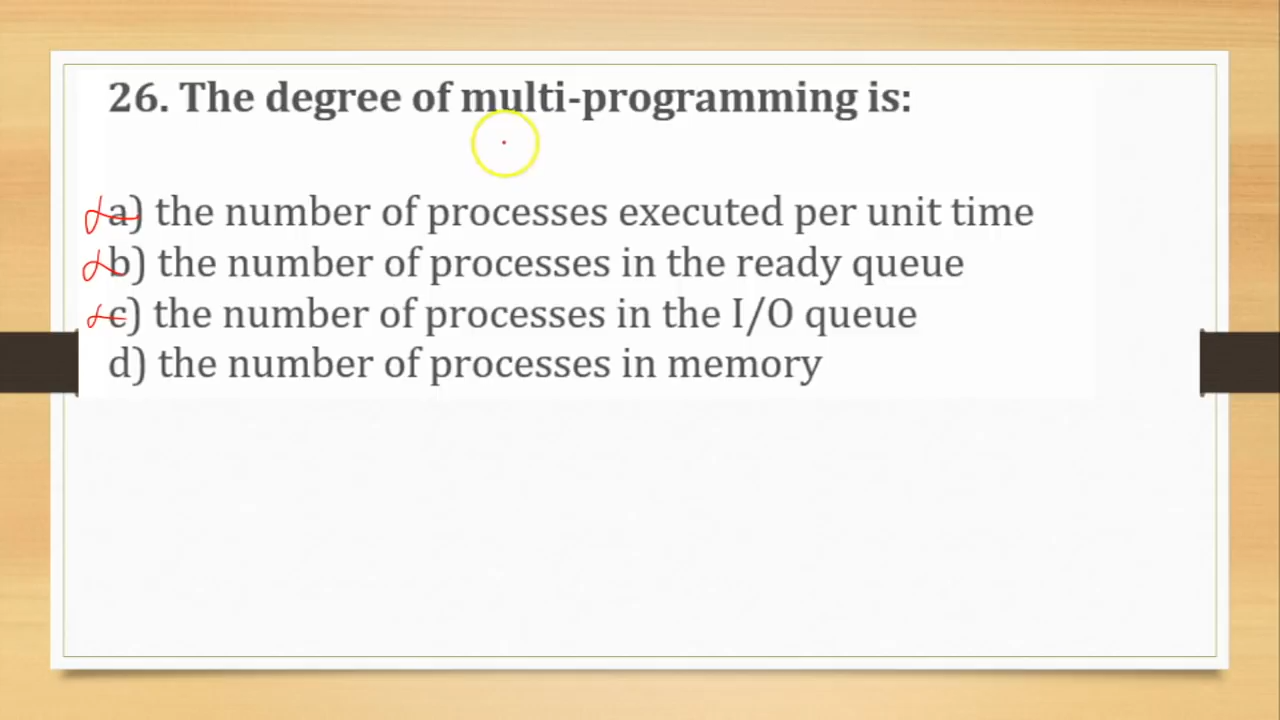 26. The degree of multi-programming is:
a) the number of processes executed per unit time
b) the number of processes in the ready queue
c) the number of processes in the I/O queue
d) the number of processes in memory